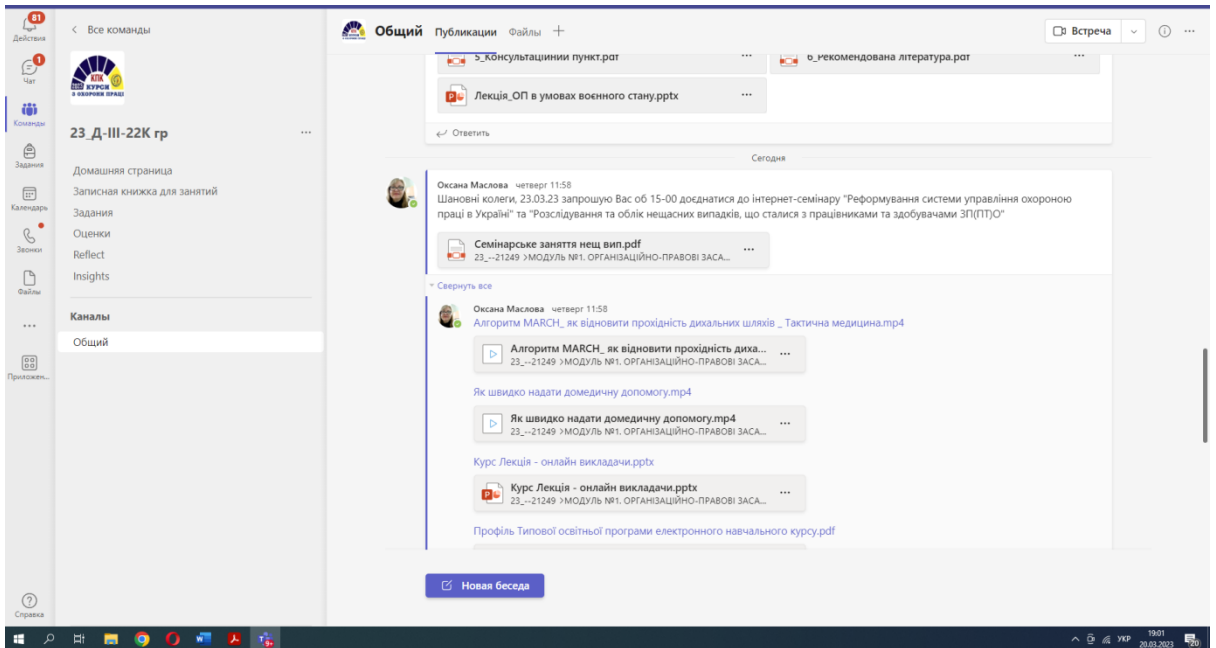 81
Действия
1
Чат
Команды
Задания
Календарь
Звонки
Файлы
Приложен...
Справка
Все команды
КПК
КУРСИ
З ОХОРОНИ ПРАЦІ
23_Д-ІІІ-22К гр
Домашняя страница
Записная книжка для занятий
Задания
Оценки
Reflect
Insights
Каналы
Общий
Общий Публикации Файлы
Встреча
5_Консультаційний пункт.pdf
6_Рекомендована література.pdf
Лекція_ОП в умовах воєнного стану.pptx
Ответить
Сегодня
Оксана Маслова четверг 11:58
Шановні колеги, 23.03.23 запрошую Вас об 15-00 доєднатися до інтернет-семінару "Реформування системи управління охороною
праці в Україні" та "Розслідування та облік нещасних випадків, що сталися з працівниками та здобувачами ЗП(ПТ)О"
Семінарське заняття нещ вип.pdf
23_--21249 >МОДУЛЬ №1. ОРГАНІЗАЦІЙНО-ПРАВОВІ ЗАСА...
Свернуть все
Оксана Маслова четверг 11:58
Алгоритм MARCH_ як відновити прохідність дихальних шляхів _ Тактична медицина.mp4
Алгоритм MARCH_ як відновити прохідність диха...
23_--21249 >МОДУЛЬ №1. ОРГАНІЗАЦІЙНО-ПРАВОВІ ЗАСА...
Як швидко надати домедичну допомогу.mp4
Як швидко надати домедичну допомогу.mp4
23_--21249 >МОДУЛЬ №1. ОРГАНІЗАЦІЙНО-ПРАВОВІ ЗАСА...
Курс Лекція - онлайн викладачи.pptx
Курс Лекція - онлайн викладачи.pptx
23_--21249 >МОДУЛЬ №1. ОРГАНІЗАЦІЙНО-ПРАВОВІ ЗАСА...
Профіль Типової освітньої програми електронного навчального курсу.pdf
Новая беседа
УКР
19:01
20.03.2023
20